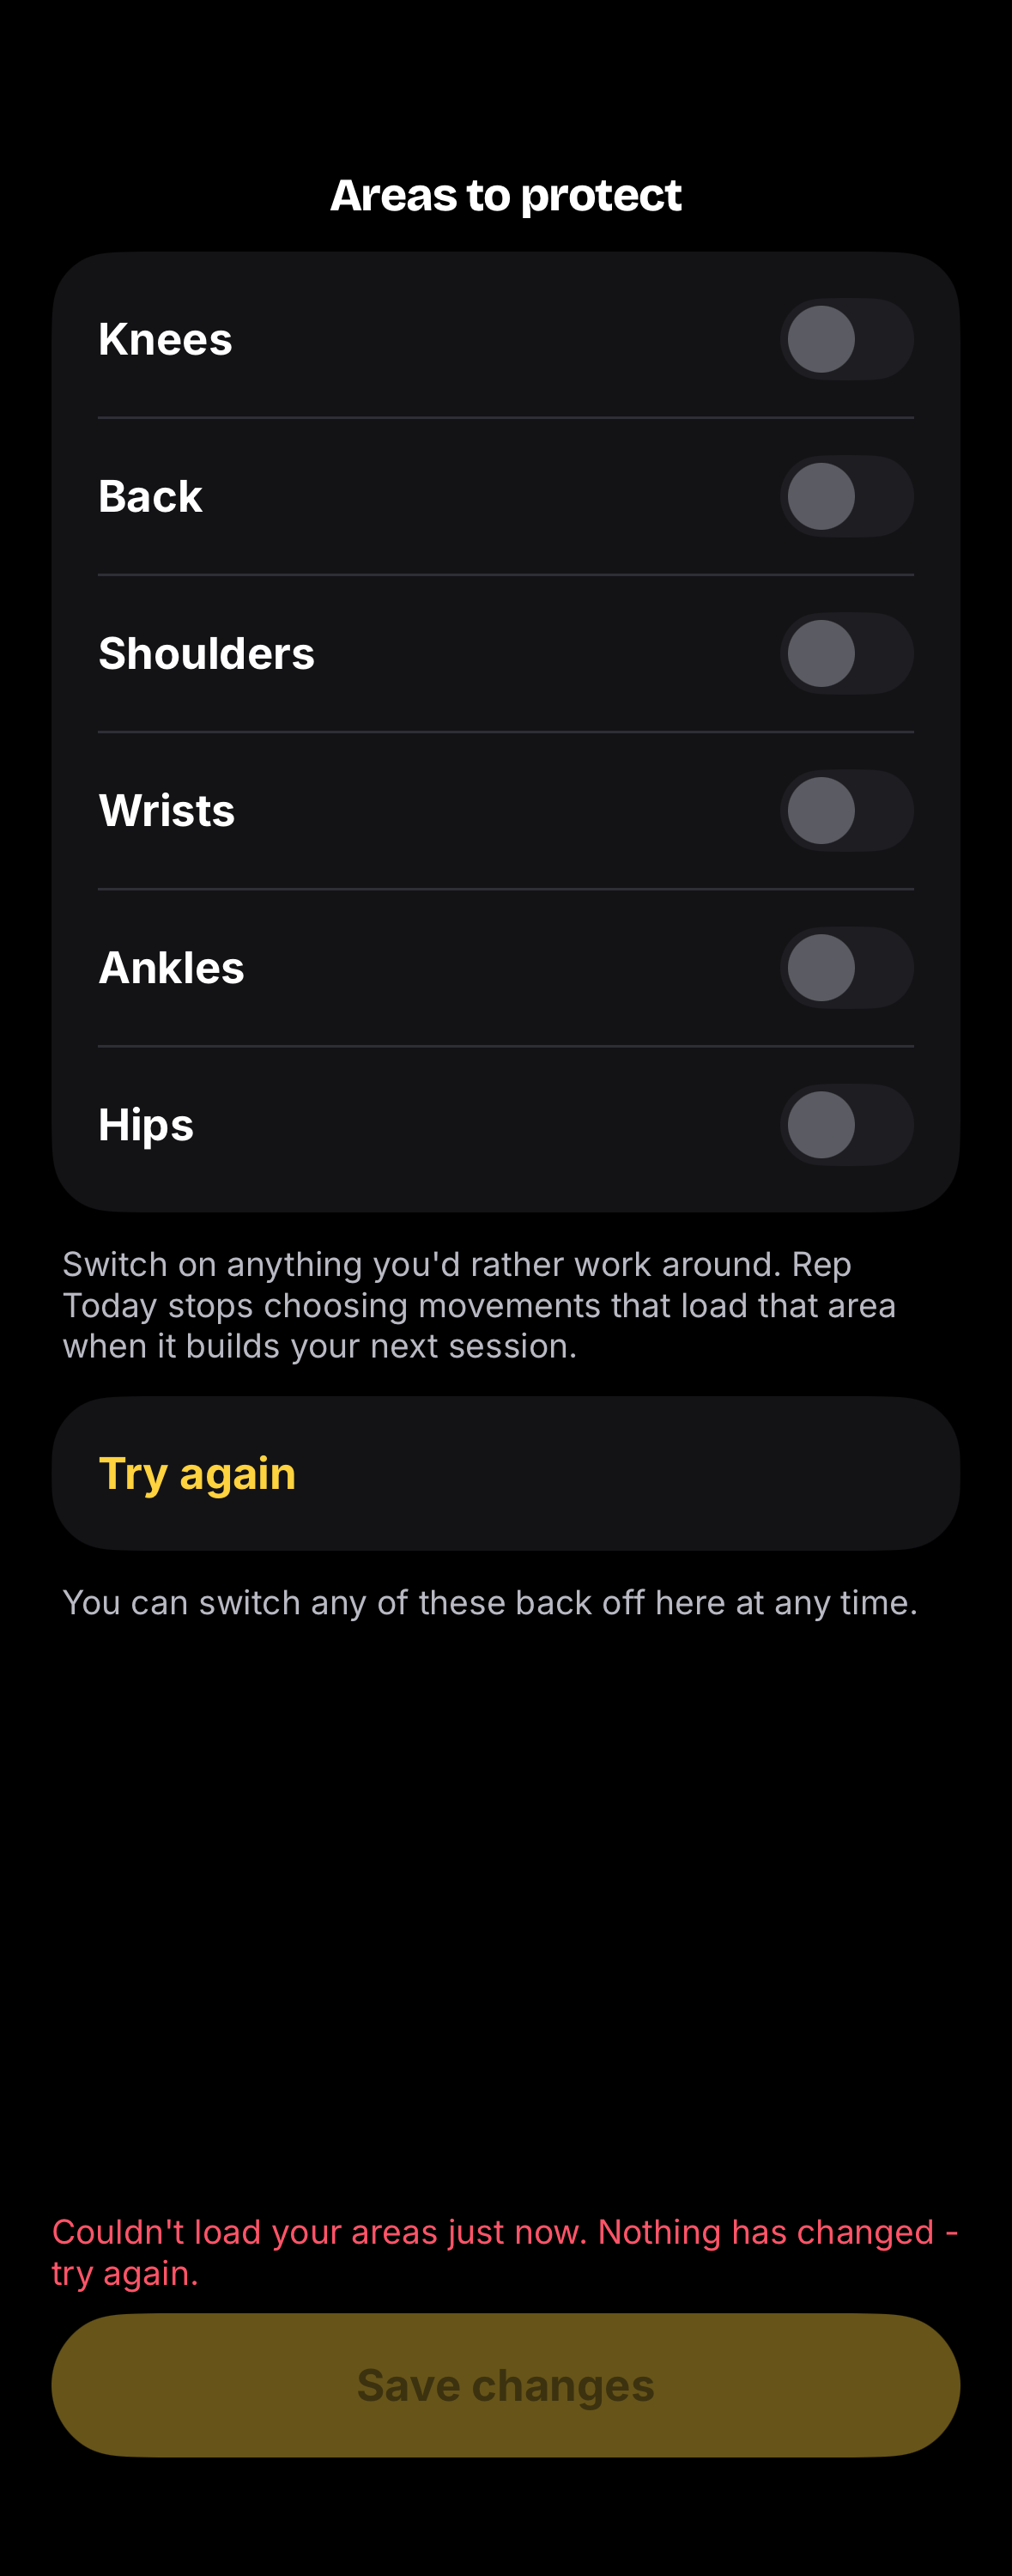 Areas to protect
Knees
Back
Shoulders
Wrists
Ankles
Hips
Switch on anything you'd rather work around. Rep
Today stops choosing movements that load that area
when it builds your next session.
Try again
You can switch any of these back off here at any time.
Couldn't load your areas just now. Nothing has changed -
try again.
Save changes